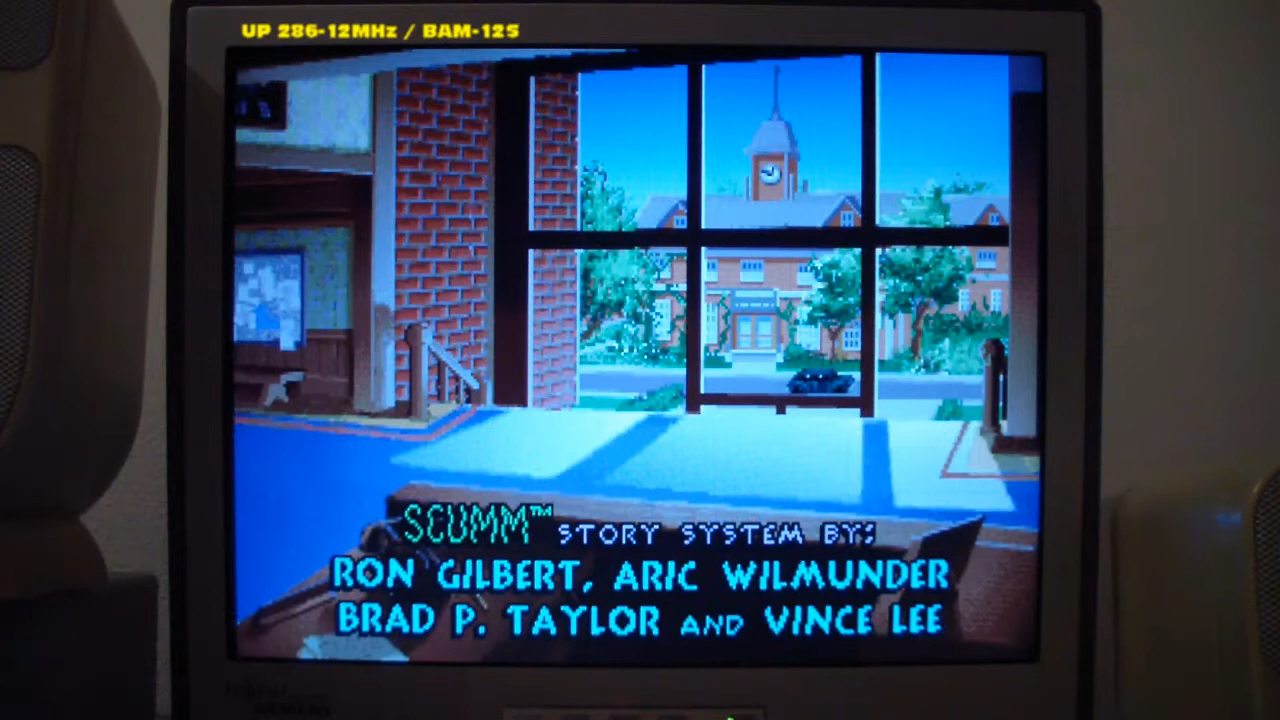 UP 286-12MHz / BAM-12S
SCUMM™ STORY SYSTEM BY:
RON GILBERT, ARIC WILMUNDER
BRAD P. TAYLOR AND VINCE LEE